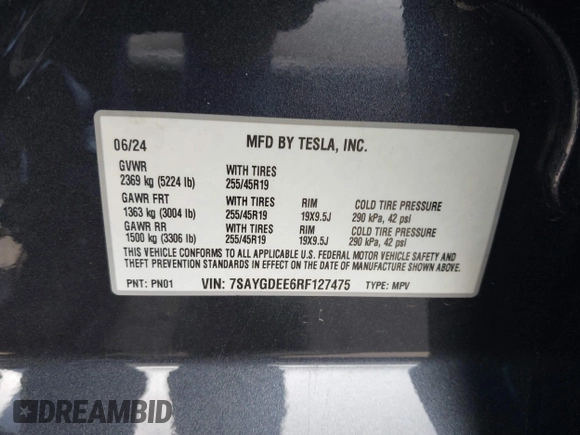 06/24 MFD BY TESLA, INC.
GVWR WITH TIRES
2369 kg (5224 lb) 255/45R19
GAWR FRT WITH TIRES RIM COLD TIRE PRESSURE
1363 kg (3004 lb) 255/45R19 19X9.5J 290 kPa, 42 psi
GAWR RR WITH TIRES RIM COLD TIRE PRESSURE
1500 kg (3306 lb) 255/45R19 19X9.5J 290 kPa, 42 psi
THIS VEHICLE CONFORMS TO ALL APPLICABLE U.S. FEDERAL MOTOR VEHICLE SAFETY AND
THEFT PREVENTION STANDARDS IN EFFECT ON THE DATE OF MANUFACTURE SHOWN ABOVE.
PNT: PN01 VIN: 7SAYGDEE6RF127475 TYPE: MPV
DREAMBID